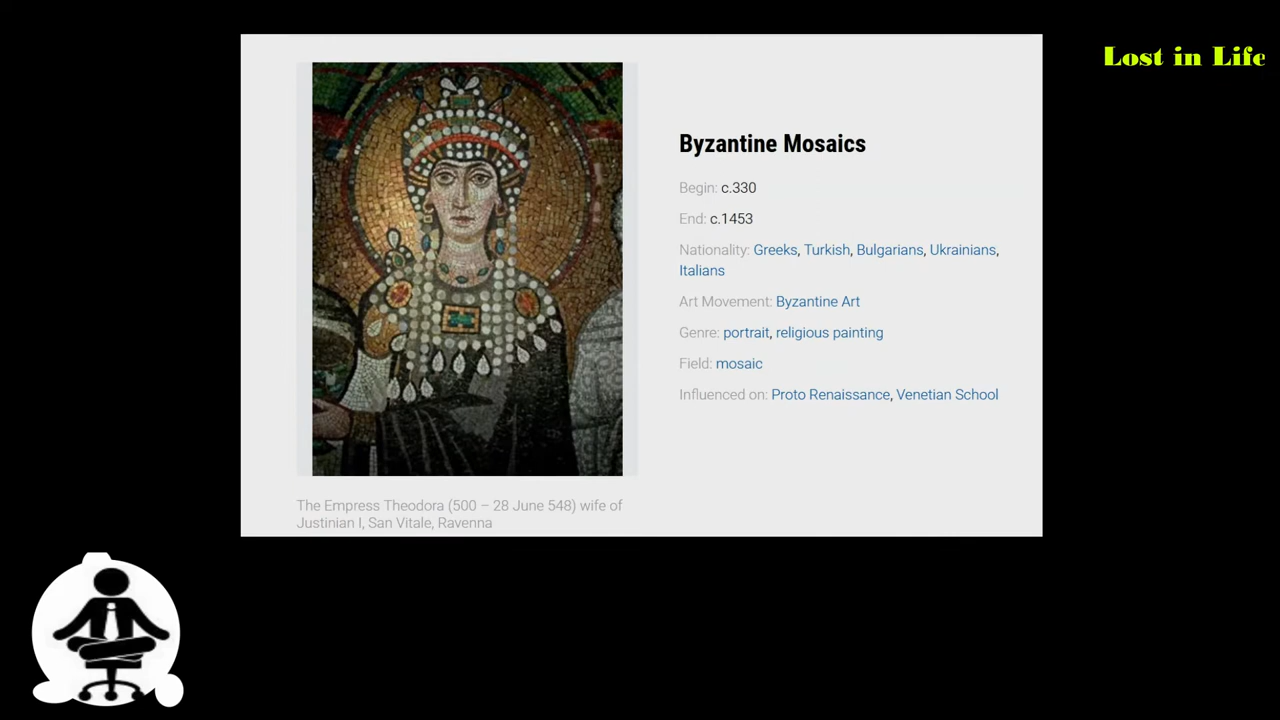 Lost in Life
Byzantine Mosaics
Begin: c.330
End: c.1453
Nationality: Greeks, Turkish, Bulgarians, Ukrainians,
Italians
Art Movement: Byzantine Art
Genre: portrait, religious painting
Field: mosaic
Influenced on: Proto Renaissance, Venetian School
The Empress Theodora (500 – 28 June 548) wife of
Justinian I, San Vitale, Ravenna